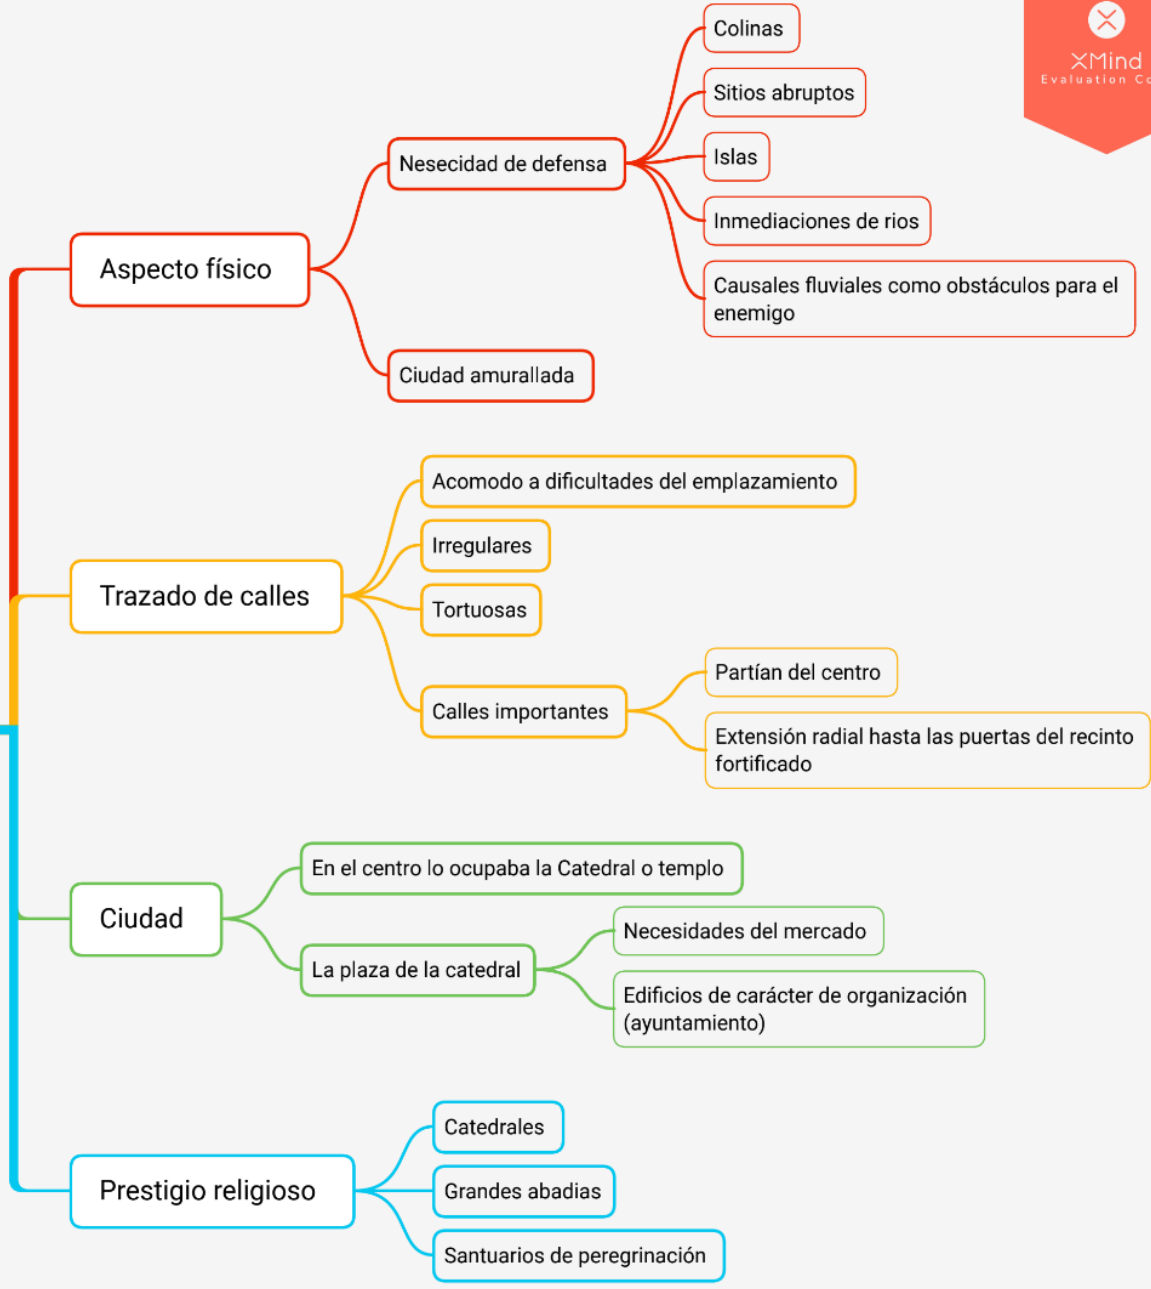 Colinas
Sitios abruptos
Islas
Inmediaciones de rios
Causales fluviales como obstáculos para el
enemigo
Nesecidad de defensa
Ciudad amurallada
Aspecto físico
XMind
Evaluation Co
Trazado de calles
Acomodo a dificultades del emplazamiento
Irregulares
Tortuosas
Calles importantes
Partían del centro
Extensión radial hasta las puertas del recinto
fortificado
Ciudad
En el centro lo ocupaba la Catedral o templo
La plaza de la catedral
Necesidades del mercado
Edificios de carácter de organización
(ayuntamiento)
Prestigio religioso
Catedrales
Grandes abadias
Santuarios de peregrinación